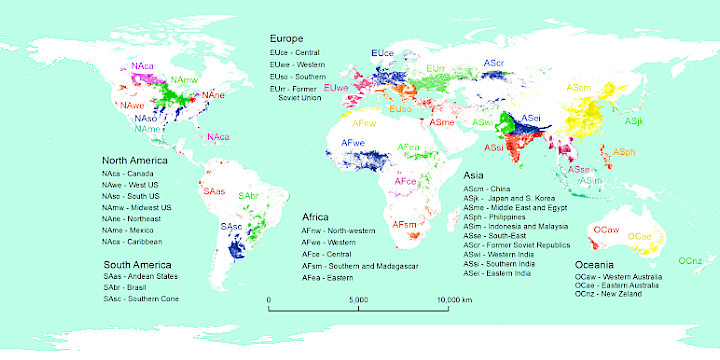 Europe
EUce - Central
EUwe - Western
EUso - Southern
EUrr - Former
Soviet Union
NAca
NAmw
NAwe
NAne
NAso
NAme
NAca
EUce
EUrr
EUwe
EUso
AScr
AScm
ASjk
ASei
ASwi
ASme
ASsi
ASse
ASph
ASim
AFnw
AFwe
AFea
AFce
AFsm
SAas
SAbr
SAsc
OCaw
OCae
OCnz
North America
NAca - Canada
NAwe - West US
NAso - South US
NAmw - Midwest US
NAne - Northeast
NAme - Mexico
NAca - Caribbean
South America
SAas - Andean States
SAbr - Brasil
SAsc - Southern Cone
Africa
AFnw - North-western
AFwe - Western
AFce - Central
AFsm - Southern and Madagascar
AFea - Eastern
Asia
AScm - China
ASjk - Japan and S. Korea
ASme - Middle East and Egypt
ASph - Philippines
ASim - Indonesia and Malaysia
ASse - South-East
AScr - Former Soviet Republics
ASwi - Western India
ASsi - Southern India
ASei - Eastern India
Oceania
OCaw - Western Australia
OCae - Eastern Australia
OCnz - New Zeland
0 5,000 10,000 km